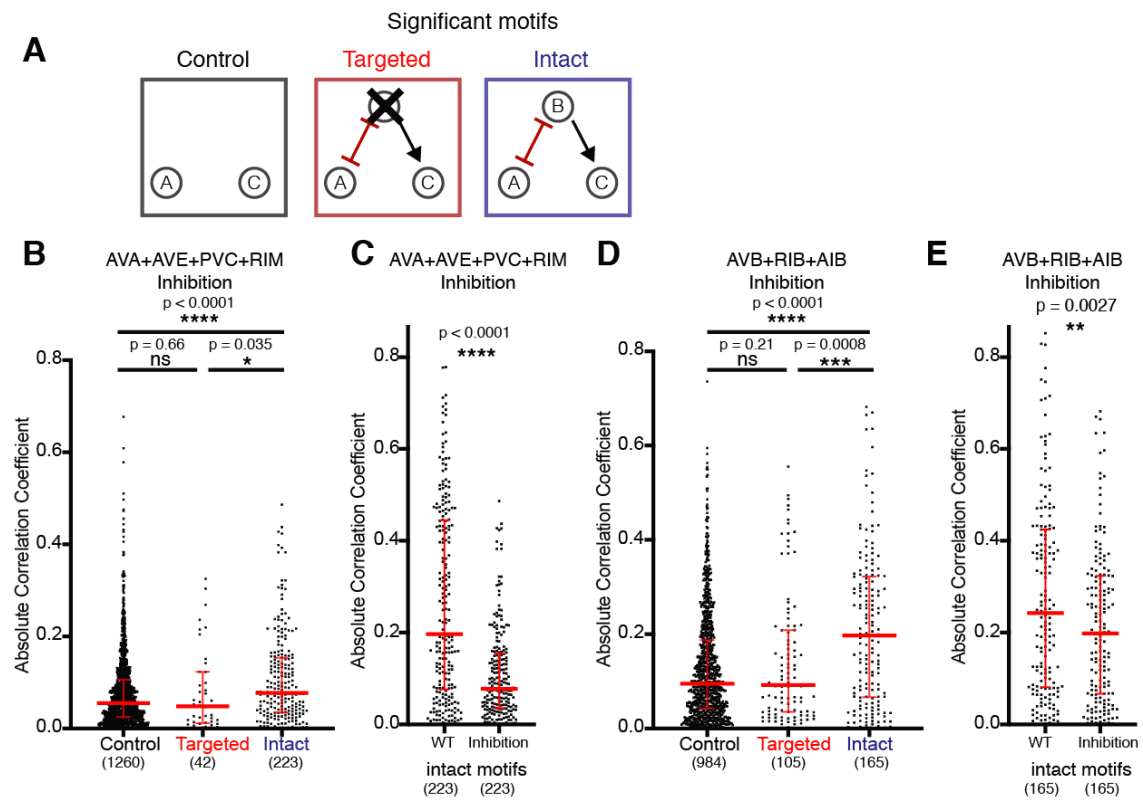 Significant motifs
A
Control
Targeted
Intact
A
C
A
C
B
A
C
B
AVA+AVE+PVC+RIM
Inhibition
p < 0.0001
****
p = 0.66
ns
p = 0.035
*
Absolute Correlation Coefficient
0.8
0.6
0.4
0.2
0.0
Control
(1260)
Targeted
(42)
Intact
(223)
C
AVA+AVE+PVC+RIM
Inhibition
p < 0.0001
****
Absolute Correlation Coefficient
0.8
0.6
0.4
0.2
0.0
WT
Inhibition
intact motifs
(223)
(223)
D
AVB+RIB+AIB
Inhibition
p < 0.0001
****
p = 0.21
ns
p = 0.0008
***
Absolute Correlation Coefficient
0.8
0.6
0.4
0.2
0.0
Control
(984)
Targeted
(105)
Intact
(165)
E
AVB+RIB+AIB
Inhibition
p = 0.0027
**
Absolute Correlation Coefficient
0.8
0.6
0.4
0.2
0.0
WT
Inhibition
intact motifs
(165)
(165)